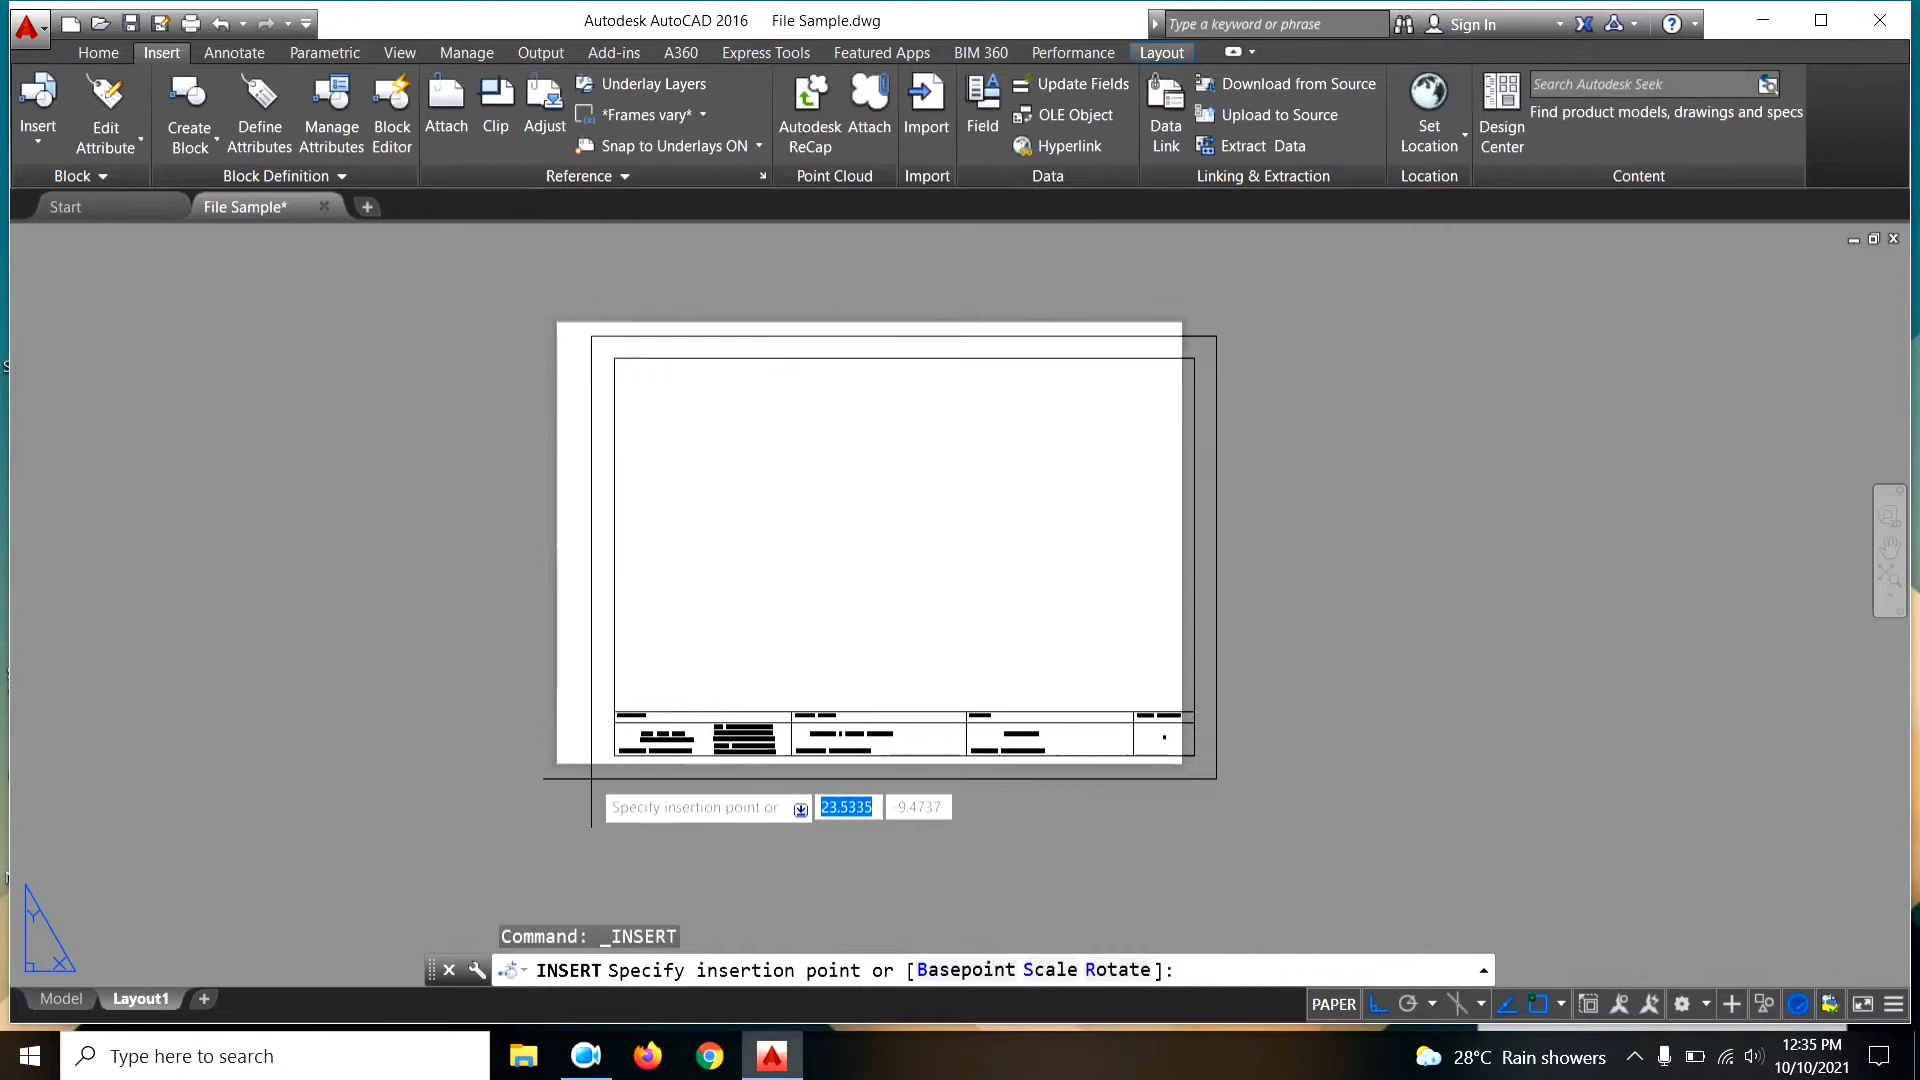 Autodesk AutoCAD 2016 File Sample.dwg
Type a keyword or phrase
Sign In
Home Insert Annotate Parametric View Manage Output Add-ins A360 Express Tools Featured Apps BIM 360 Performance Layout
Insert
Edit Attribute
Create Block
Define Attributes
Manage Attributes
Block Editor
Attach
Clip
Adjust
Underlay Layers
*Frames vary*
Snap to Underlays ON
Autodesk ReCap
Attach
Import
Field
Update Fields
OLE Object
Hyperlink
Data Link
Download from Source
Upload to Source
Extract Data
Set Location
Design Center
Search Autodesk Seek
Find product models, drawings and specs
Block Block Definition Reference Point Cloud Import Data Linking & Extraction Location Content
Start File Sample*
Specify insertion point or 23.5335 -9.4737
Y
X
Command: _INSERT
INSERT Specify insertion point or [Basepoint Scale Rotate]:
Model Layout1
PAPER
Type here to search
28°C Rain showers
12:35 PM
10/10/2021